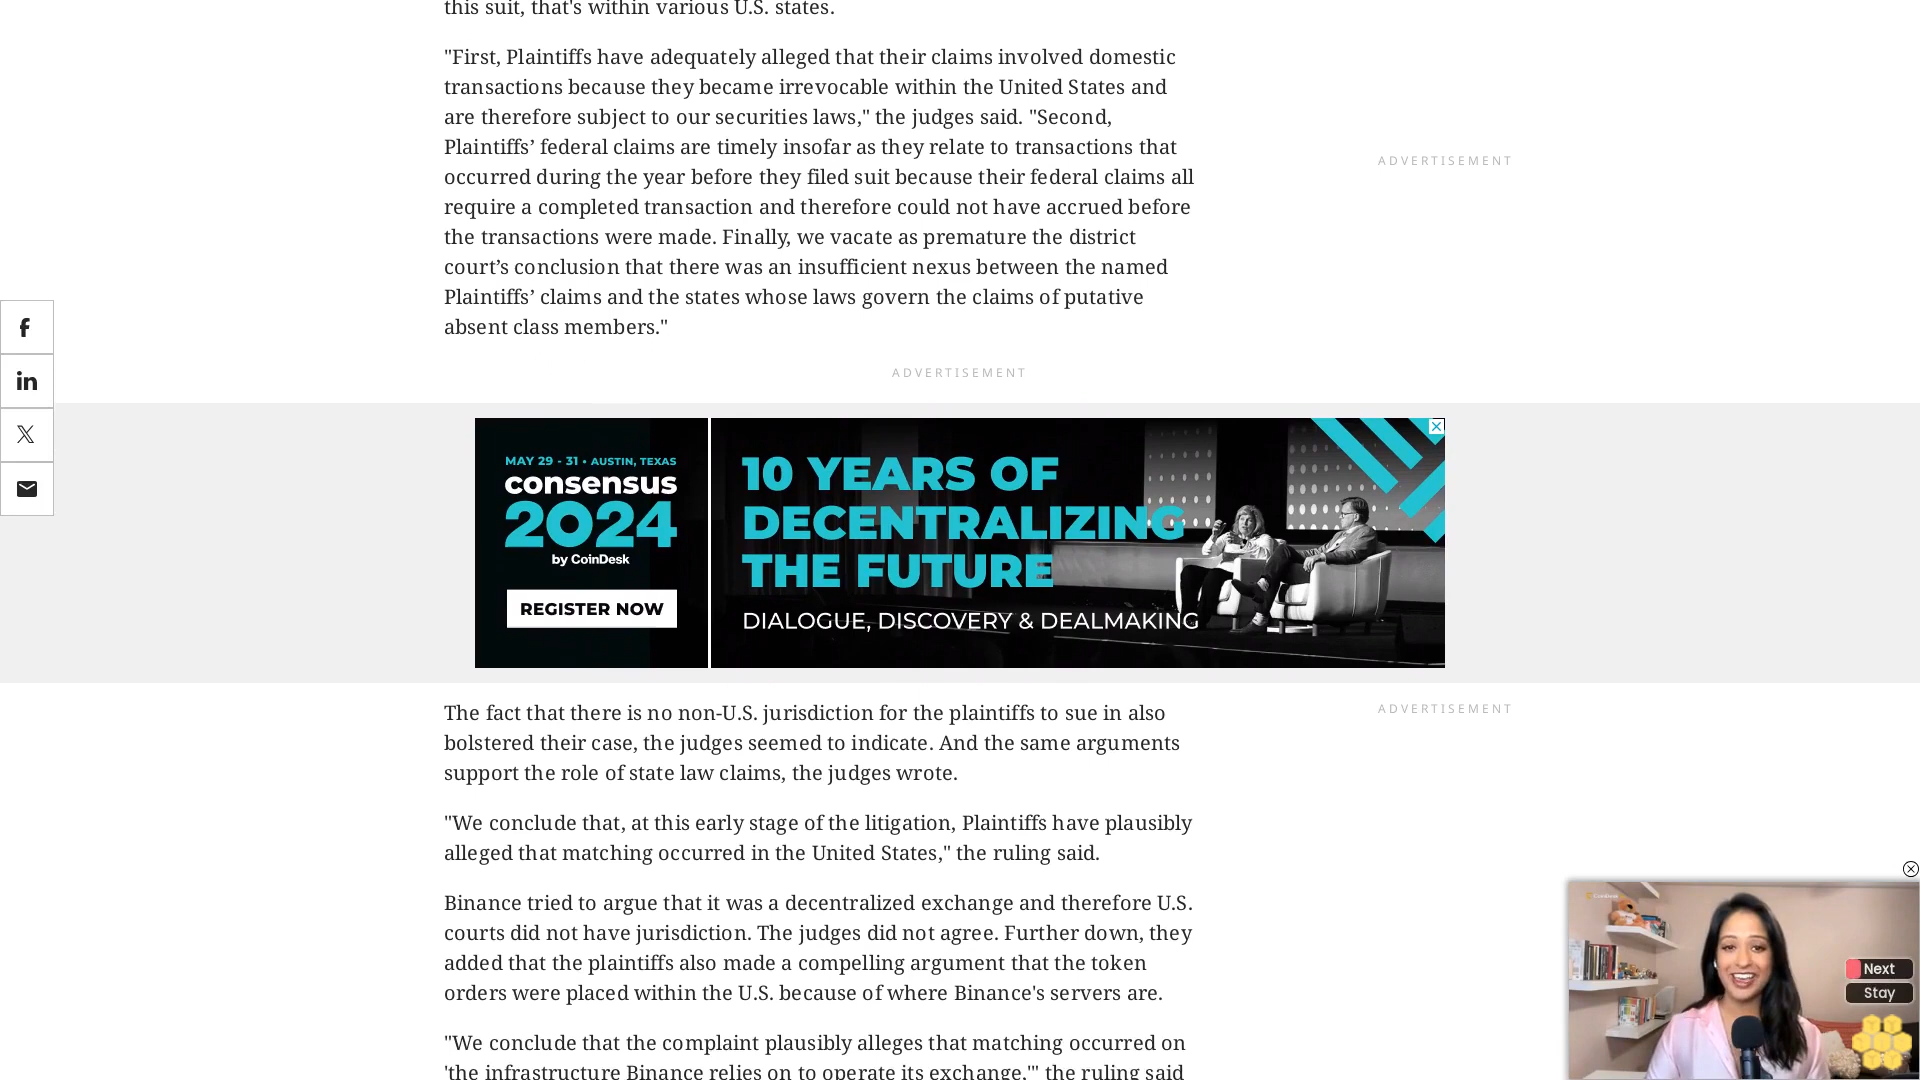 this suit, that's within various U.S. states.
"First, Plaintiffs have adequately alleged that their claims involved domestic
transactions because they became irrevocable within the United States and
are therefore subject to our securities laws," the judges said. "Second,
Plaintiffs’ federal claims are timely insofar as they relate to transactions that
occurred during the year before they filed suit because their federal claims all
require a completed transaction and therefore could not have accrued before
the transactions were made. Finally, we vacate as premature the district
court’s conclusion that there was an insufficient nexus between the named
Plaintiffs’ claims and the states whose laws govern the claims of putative
absent class members."
ADVERTISEMENT
ADVERTISEMENT
MAY 29 - 31 • AUSTIN, TEXAS
consensus
2024
by CoinDesk
REGISTER NOW
10 YEARS OF
DECENTRALIZING
THE FUTURE
DIALOGUE, DISCOVERY & DEALMAKING
The fact that there is no non-U.S. jurisdiction for the plaintiffs to sue in also
bolstered their case, the judges seemed to indicate. And the same arguments
support the role of state law claims, the judges wrote.
ADVERTISEMENT
"We conclude that, at this early stage of the litigation, Plaintiffs have plausibly
alleged that matching occurred in the United States," the ruling said.
Binance tried to argue that it was a decentralized exchange and therefore U.S.
courts did not have jurisdiction. The judges did not agree. Further down, they
added that the plaintiffs also made a compelling argument that the token
orders were placed within the U.S. because of where Binance's servers are.
"We conclude that the complaint plausibly alleges that matching occurred on
'the infrastructure Binance relies on to operate its exchange,'" the ruling said
Next
Stay